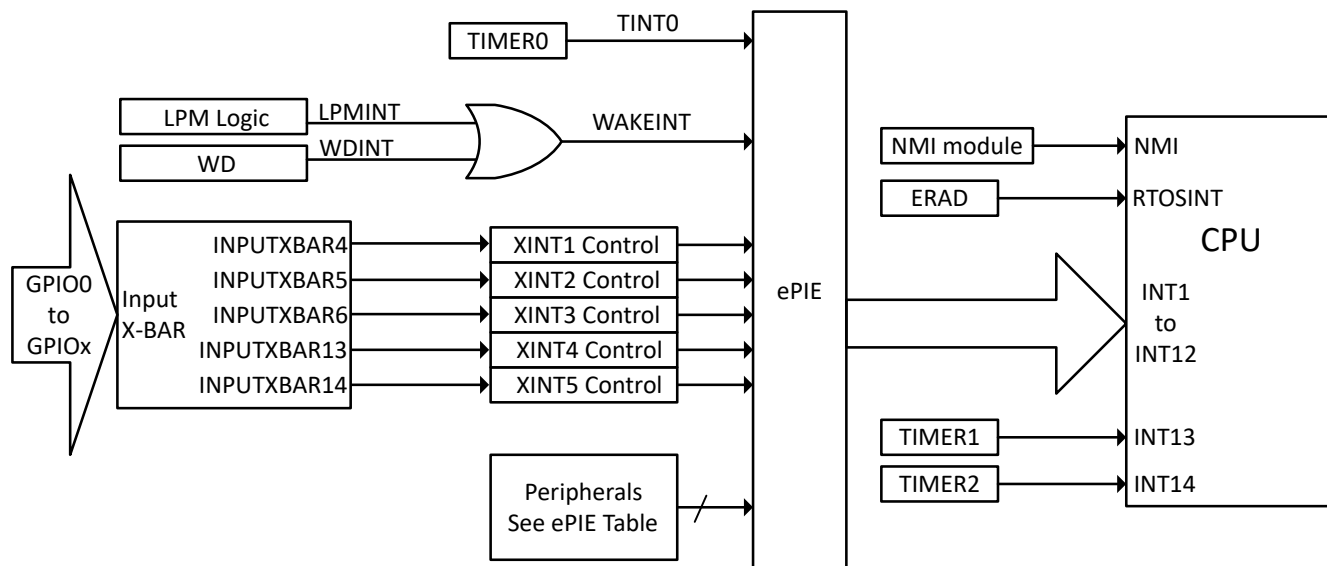 TIMER0
TINT0
LPM Logic
LPMINT
WD
WDINT
WAKEINT
GPIO0
to
GPIOx
Input
X-BAR
INPUTXBAR4
INPUTXBAR5
INPUTXBAR6
INPUTXBAR13
INPUTXBAR14
XINT1 Control
XINT2 Control
XINT3 Control
XINT4 Control
XINT5 Control
Peripherals
See ePIE Table
ePIE
NMI module
NMI
ERAD
RTOSINT
CPU
INT1
to
INT12
TIMER1
INT13
TIMER2
INT14